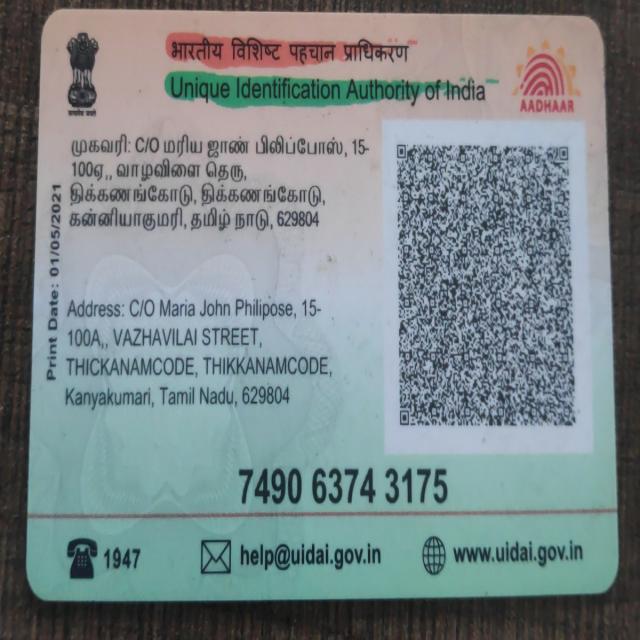 भारतीय विशिष्ट पहचान प्राधिकरण
Unique Identification Authority of India
AADHAAR
முகவரி: C/O மரிய ஜாண் பிலிப்போஸ், 15-
100ஏ,, வாழவிளை தெரு,
திக்கணங்கோடு, திக்கணங்கோடு,
கன்னியாகுமரி, தமிழ் நாடு, 629804
Print Date: 01/05/2021
Address: C/O Maria John Philipose, 15-
100A,, VAZHAVILAI STREET,
THICKANAMCODE, THIKKANAMCODE,
Kanyakumari, Tamil Nadu, 629804
7490 6374 3175
1947
help@uidai.gov.in
www.uidai.gov.in